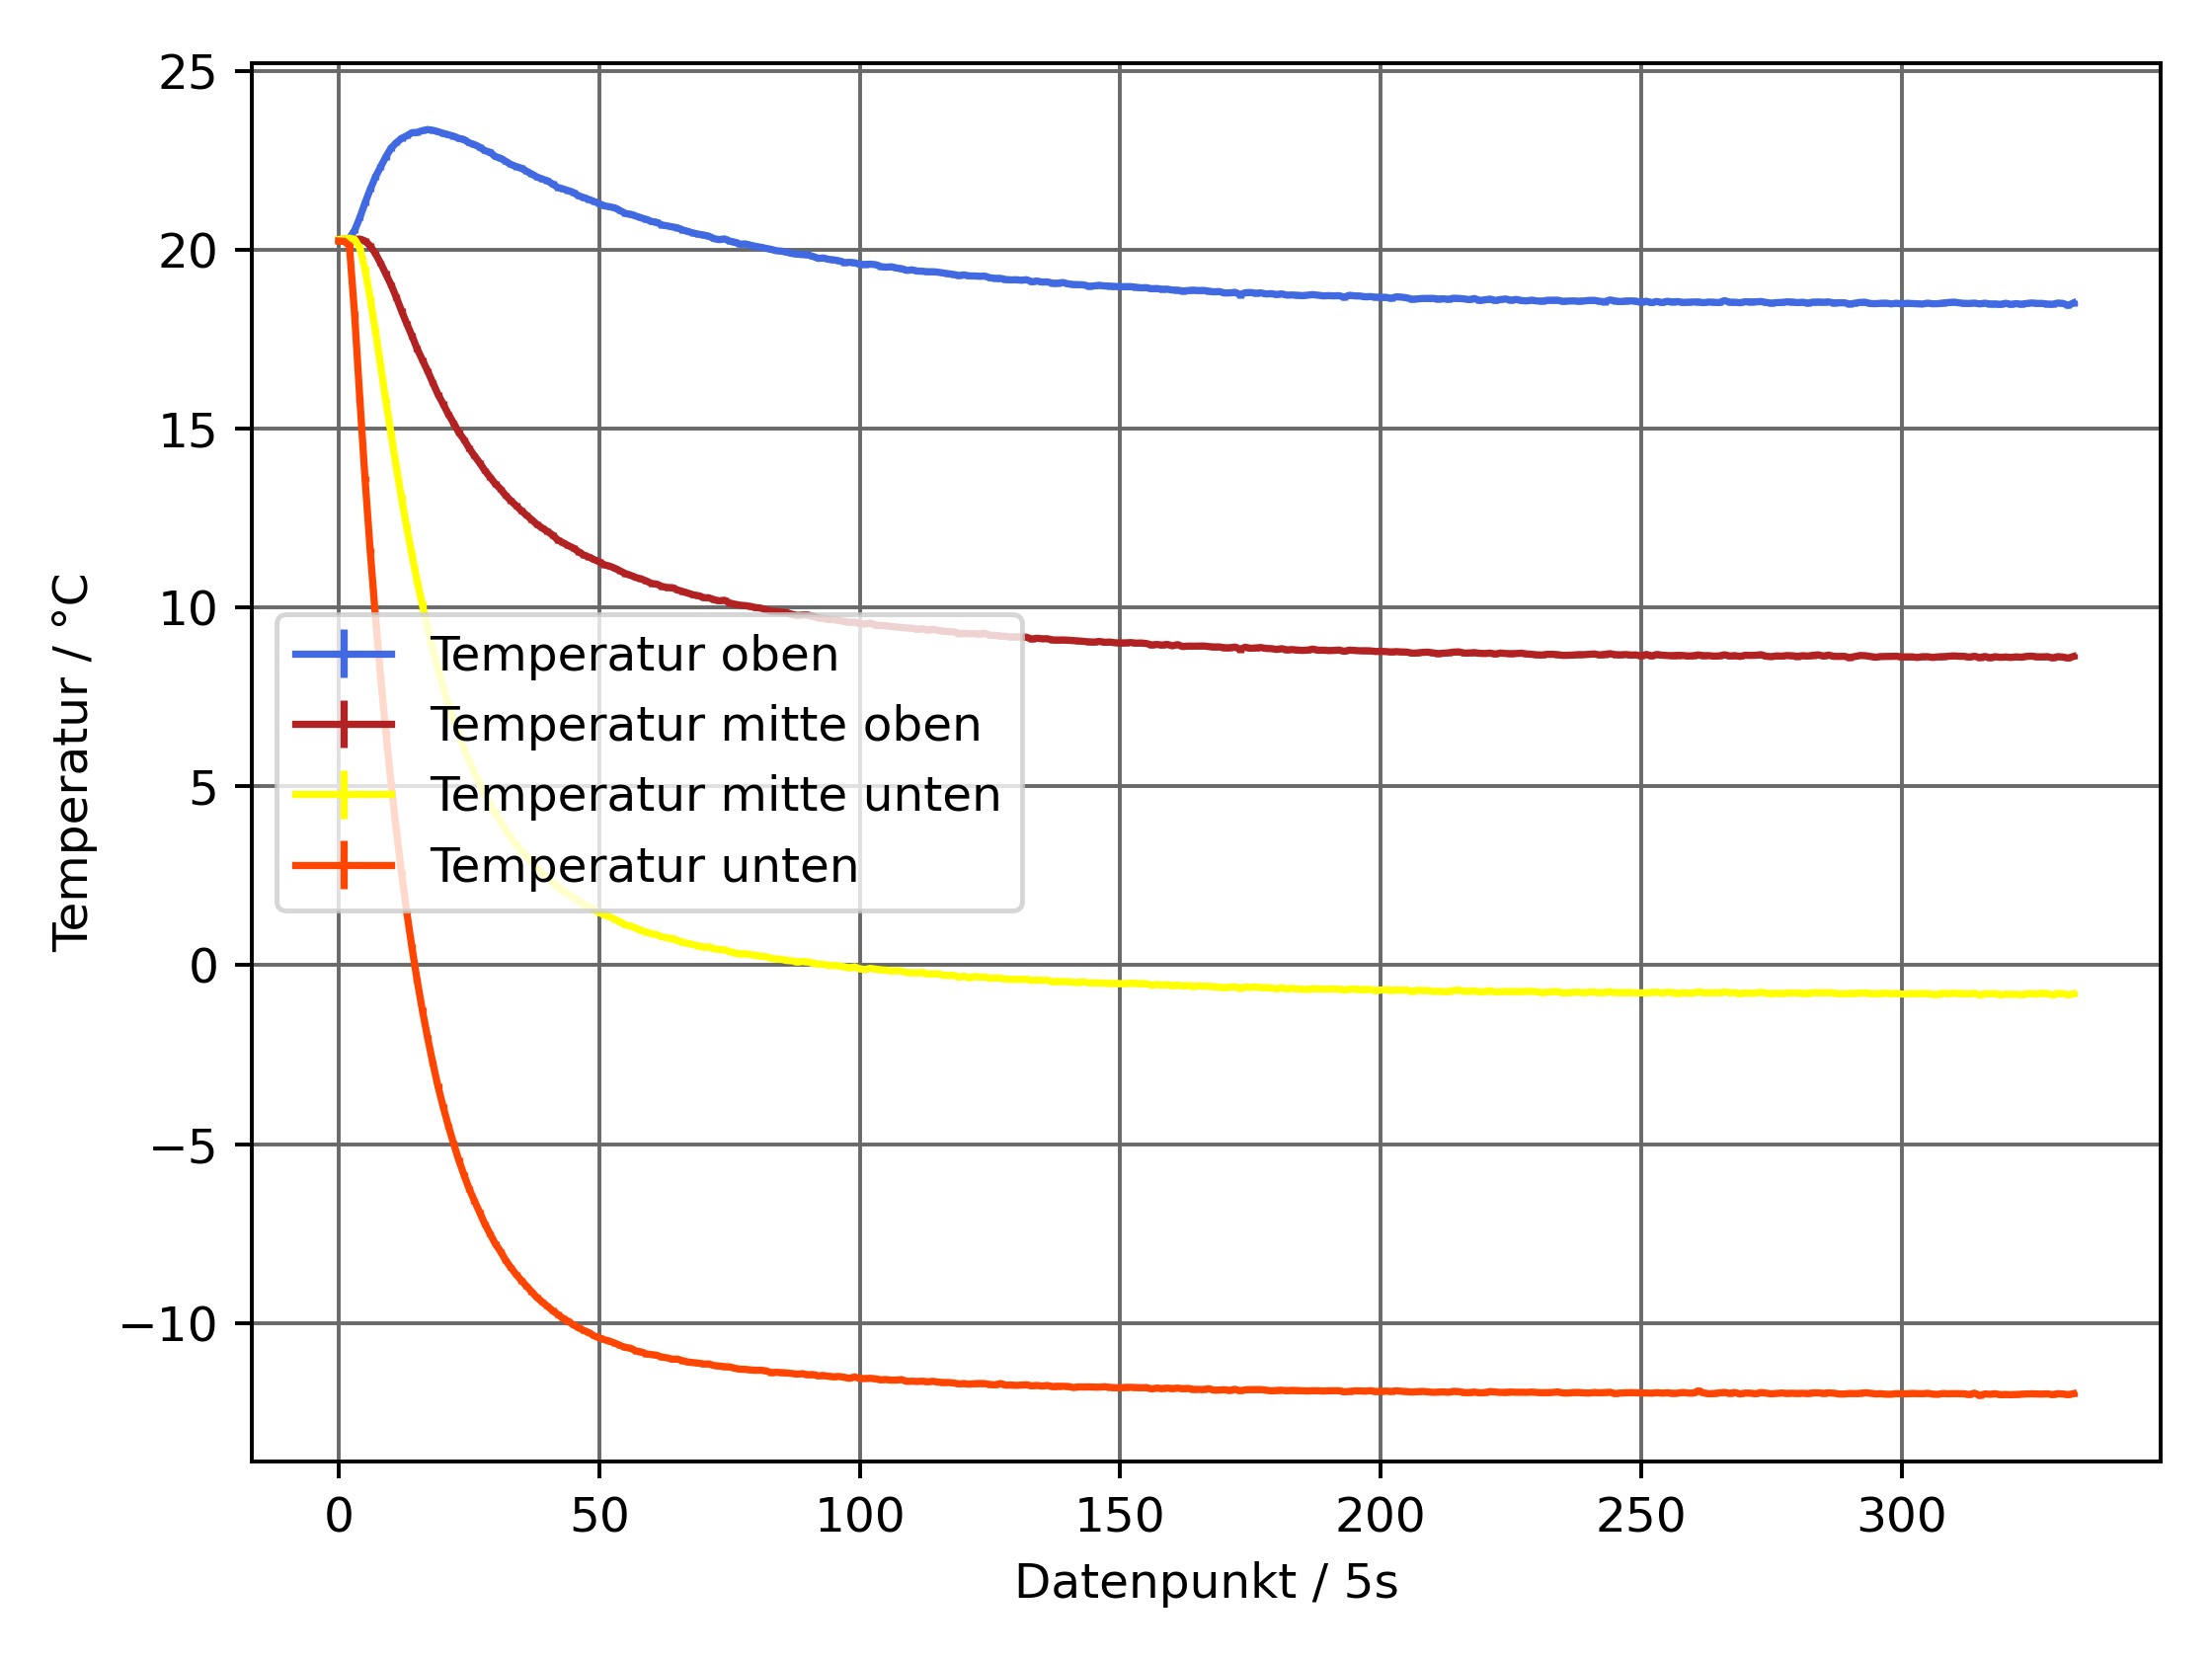 25
20
15
10
5
0
−5
−10
Temperatur / °C
Temperatur oben
Temperatur mitte oben
Temperatur mitte unten
Temperatur unten
0 50 100 150 200 250 300
Datenpunkt / 5s